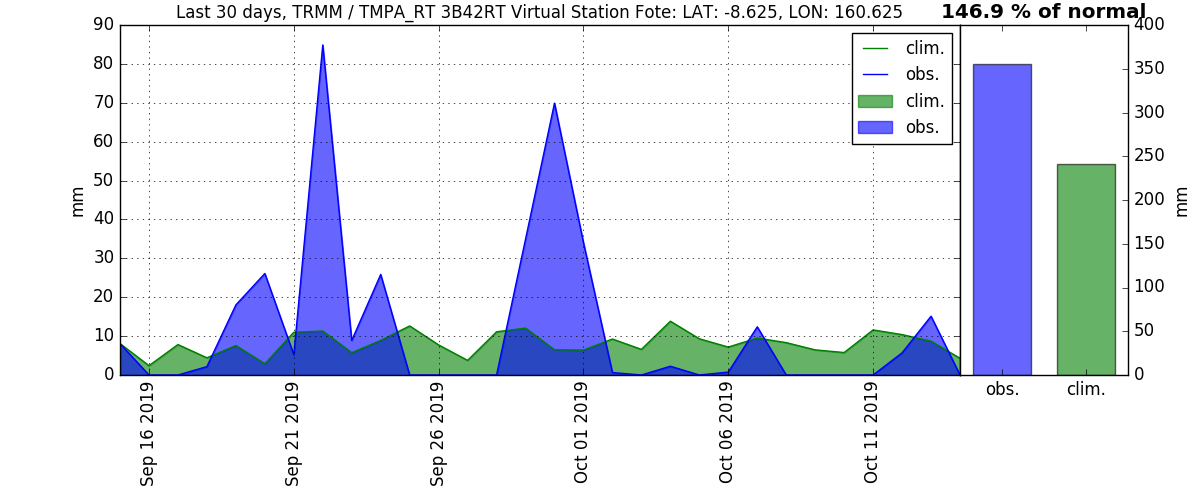 Last 30 days, TRMM / TMPA_RT 3B42RT Virtual Station Fote: LAT: -8.625, LON: 160.625
146.9 % of normal
90
80
70
60
50
40
30
20
10
0
mm
clim.
obs.
clim.
obs.
400
350
300
250
200
150
100
50
0
mm
Sep 16 2019
Sep 21 2019
Sep 26 2019
Oct 01 2019
Oct 06 2019
Oct 11 2019
obs.
clim.